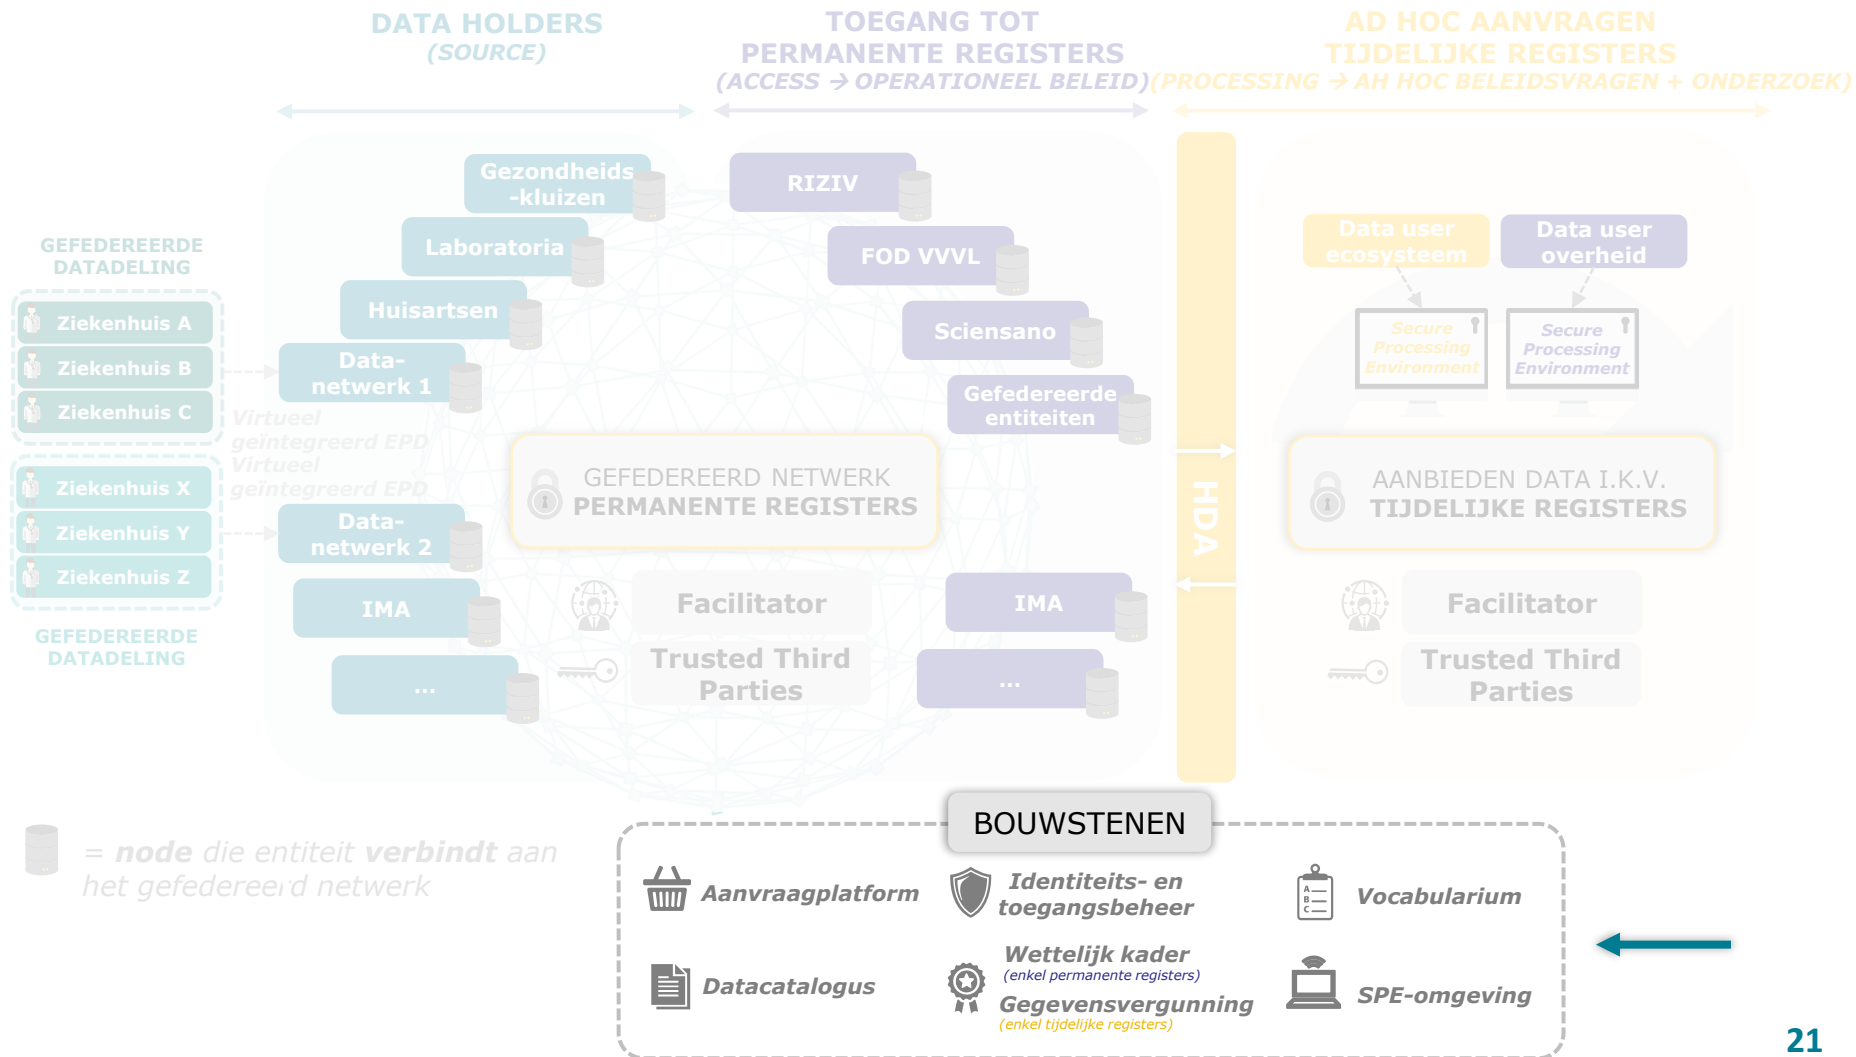 DATA HOLDERS
(SOURCE)
TOEGANG TOT
PERMANENTE REGISTERS
(ACCESS → OPERATIONEEL BELEID)
AD HOC AANVRAGEN
TIJDELIJKE REGISTERS
(PROCESSING → AH HOC BELEIDSVRAGEN + ONDERZOEK)
GEFEDEREERDE
DATADELING
Ziekenhuis A
Ziekenhuis B
Ziekenhuis C
Virtueel
geïntegreerd EPD
Virtueel
geïntegreerd EPD
Ziekenhuis X
Ziekenhuis Y
Ziekenhuis Z
GEFEDEREERDE
DATADELING
Gezondheids
-kluizen
Laboratoria
Huisartsen
Data-
netwerk 1
Data-
netwerk 2
IMA
...
RIZIV
FOD VVVL
Sciensano
Gefedereerde
entiteiten
GEFEDEREERD NETWERK
PERMANENTE REGISTERS
Facilitator
Trusted Third
Parties
IMA
...
HDA
Data user
ecosysteem
Data user
overheid
Secure
Processing
Environment
Secure
Processing
Environment
AANBIEDEN DATA I.K.V.
TIJDELIJKE REGISTERS
Facilitator
Trusted Third
Parties
= node die entiteit verbindt aan
het gefedereerd netwerk
BOUWSTENEN
Aanvraagplatform
Identiteits- en
toegangsbeheer
A
B
C
Vocabularium
Datacatalogus
Wettelijk kader
(enkel permanente registers)
Gegevensvergunning
(enkel tijdelijke registers)
SPE-omgeving
21